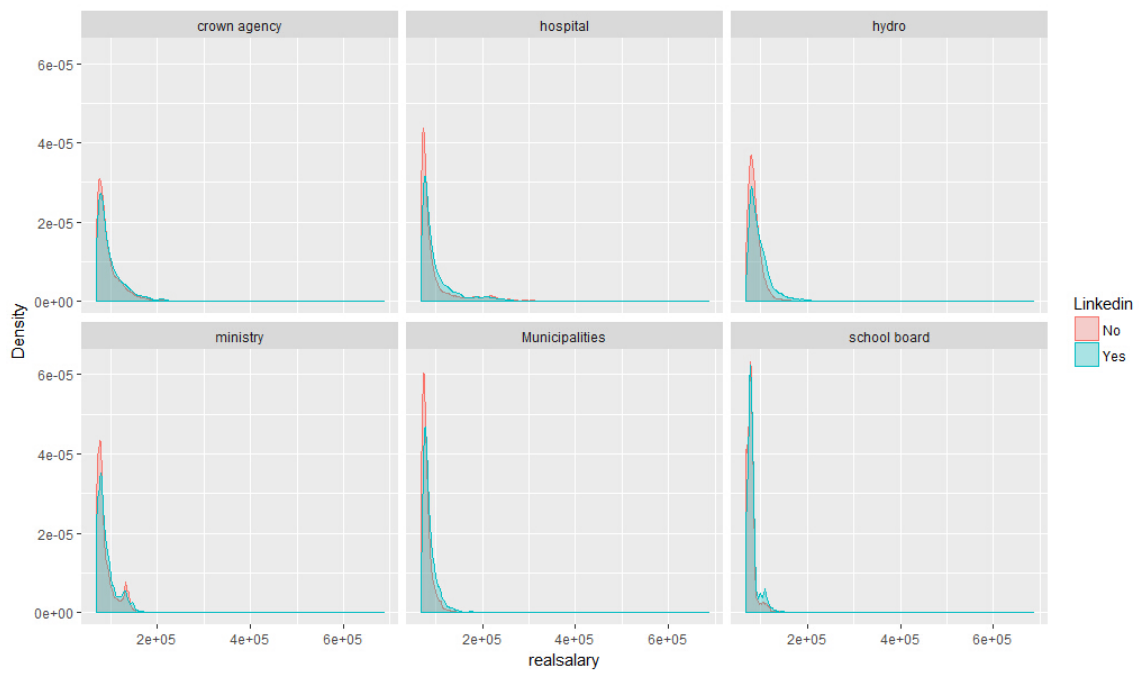 crown agency
hospital
hydro
6e-05
4e-05
2e-05
0e+00
ministry
Municipalities
school board
6e-05
4e-05
2e-05
0e+00
2e+05 4e+05 6e+05
2e+05 4e+05 6e+05
2e+05 4e+05 6e+05
Density
realsalary
Linkedin
No
Yes